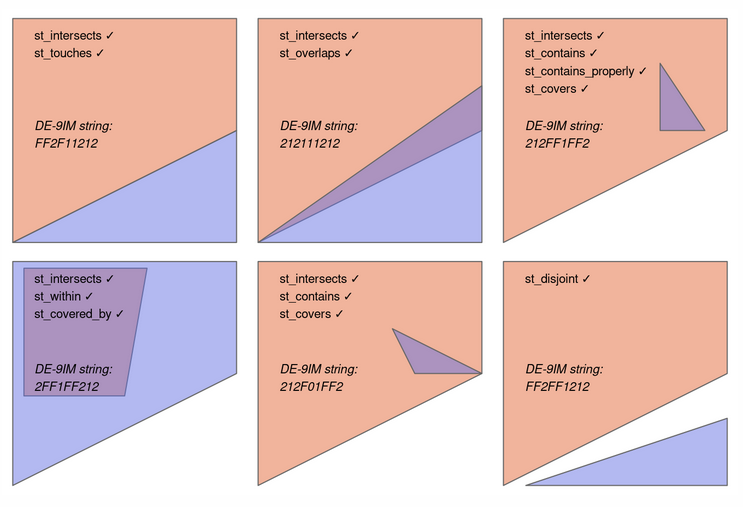 st_intersects ✓
st_touches ✓
DE-9IM string:
FF2F11212
st_intersects ✓
st_overlaps ✓
DE-9IM string:
212111212
st_intersects ✓
st_contains ✓
st_contains_properly ✓
st_covers ✓
DE-9IM string:
212FF1FF2
st_intersects ✓
st_within ✓
st_covered_by ✓
DE-9IM string:
2FF1FF212
st_intersects ✓
st_contains ✓
st_covers ✓
DE-9IM string:
212F01FF2
st_disjoint ✓
DE-9IM string:
FF2FF1212